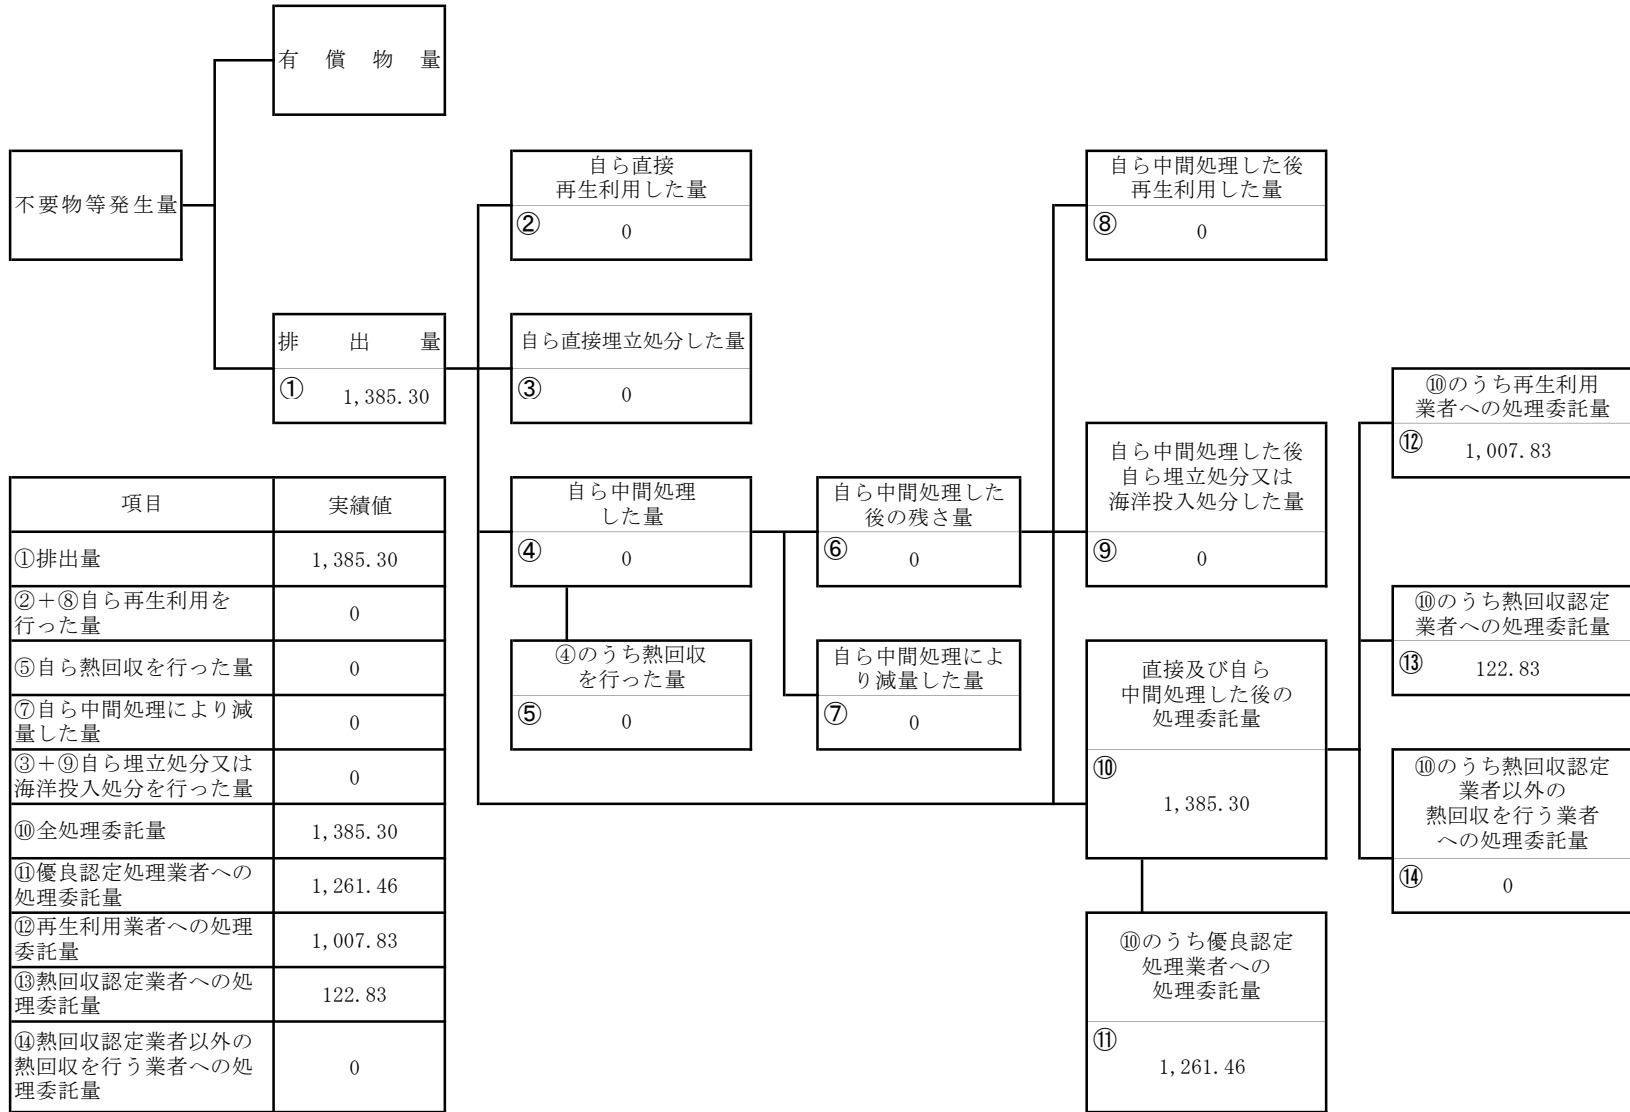 有償物量
不要物等発生量
排出量
① 1,385.30
自ら直接
再生利用した量
② 0
自ら直接埋立処分した量
③ 0
自ら中間処理
した量
④ 0
④のうち熱回収
を行った量
⑤ 0
自ら中間処理した
後の残さ量
⑥ 0
自ら中間処理によ
り減量した量
⑦ 0
自ら中間処理した後
再生利用した量
⑧ 0
自ら中間処理した後
自ら埋立処分又は
海洋投入処分した量
⑨ 0
直接及び自ら
中間処理した後の
処理委託量
⑩
1,385.30
⑩のうち優良認定
処理業者への
処理委託量
⑪
1,261.46
⑩のうち再生利用
業者への処理委託量
⑫ 1,007.83
⑩のうち熱回収認定
業者への処理委託量
⑬ 122.83
⑩のうち熱回収認定
業者以外の
熱回収を行う業者
への処理委託量
⑭ 0
項目 実績値
①排出量 1,385.30
②＋⑧自ら再生利用を
行った量 0
⑤自ら熱回収を行った量 0
⑦自ら中間処理により減
量した量 0
③＋⑨自ら埋立処分又は
海洋投入処分を行った量 0
⑩全処理委託量 1,385.30
⑪優良認定処理業者への
処理委託量 1,261.46
⑫再生利用業者への処理
委託量 1,007.83
⑬熱回収認定業者への処
理委託量 122.83
⑭熱回収認定業者以外の
熱回収を行う業者への処
理委託量 0